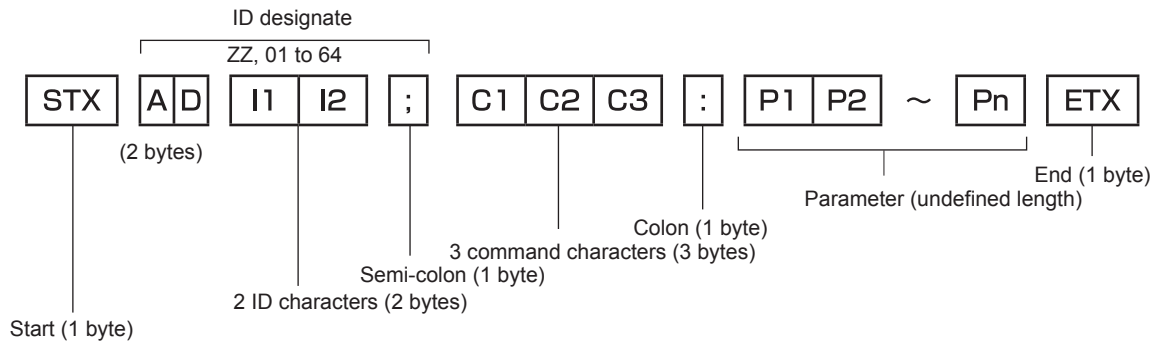 ID designate
ZZ, 01 to 64
STX A D I1 I2 ; C1 C2 C3 : P1 P2 ～ Pn ETX
(2 bytes)
End (1 byte)
Parameter (undefined length)
Colon (1 byte)
3 command characters (3 bytes)
Semi-colon (1 byte)
2 ID characters (2 bytes)
Start (1 byte)